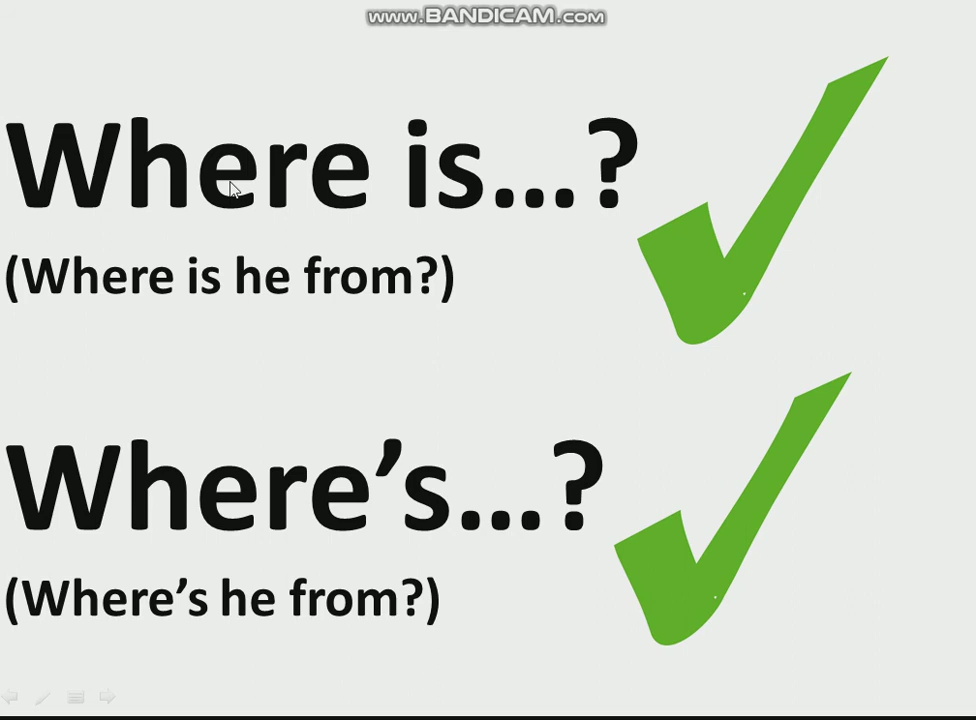 www.BANDICAM.com
Where is...?
(Where is he from?)
Where’s...?
(Where’s he from?)